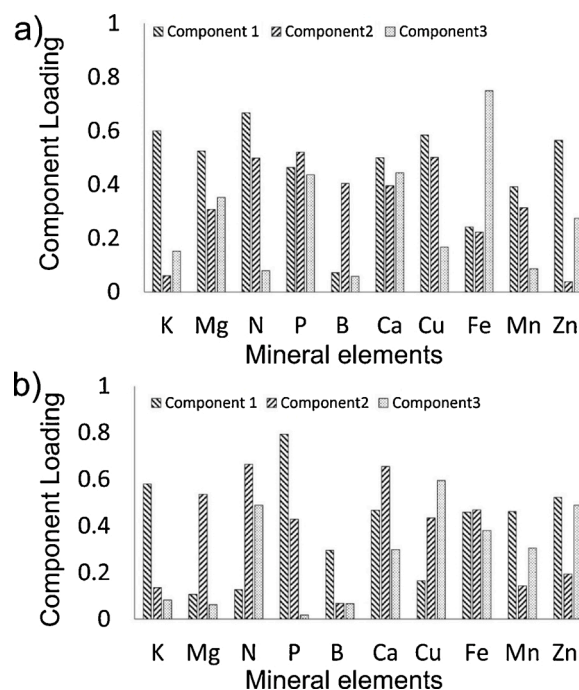 a)
Component 1 Component2 Component3
Component Loading
1
0.8
0.6
0.4
0.2
0
K Mg N P B Ca Cu Fe Mn Zn
Mineral elements
b)
Component 1 Component2 Component3
Component Loading
1
0.8
0.6
0.4
0.2
0
K Mg N P B Ca Cu Fe Mn Zn
Mineral elements